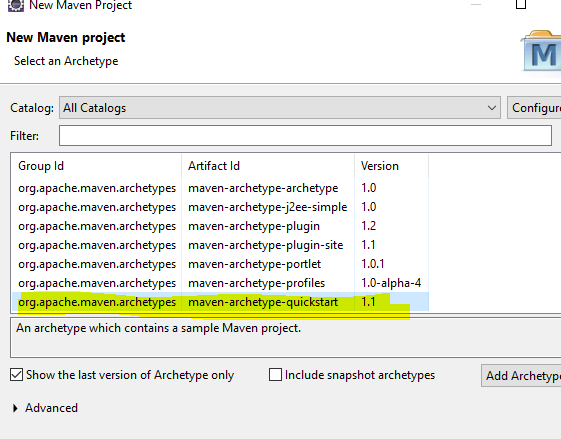 New Maven Project
New Maven project
Select an Archetype
M
Catalog: All Catalogs Configure
Filter:
Group Id Artifact Id Version
org.apache.maven.archetypes maven-archetype-archetype 1.0
org.apache.maven.archetypes maven-archetype-j2ee-simple 1.0
org.apache.maven.archetypes maven-archetype-plugin 1.2
org.apache.maven.archetypes maven-archetype-plugin-site 1.1
org.apache.maven.archetypes maven-archetype-portlet 1.0.1
org.apache.maven.archetypes maven-archetype-profiles 1.0-alpha-4
org.apache.maven.archetypes maven-archetype-quickstart 1.1
An archetype which contains a sample Maven project.
Show the last version of Archetype only Include snapshot archetypes Add Archetype
Advanced